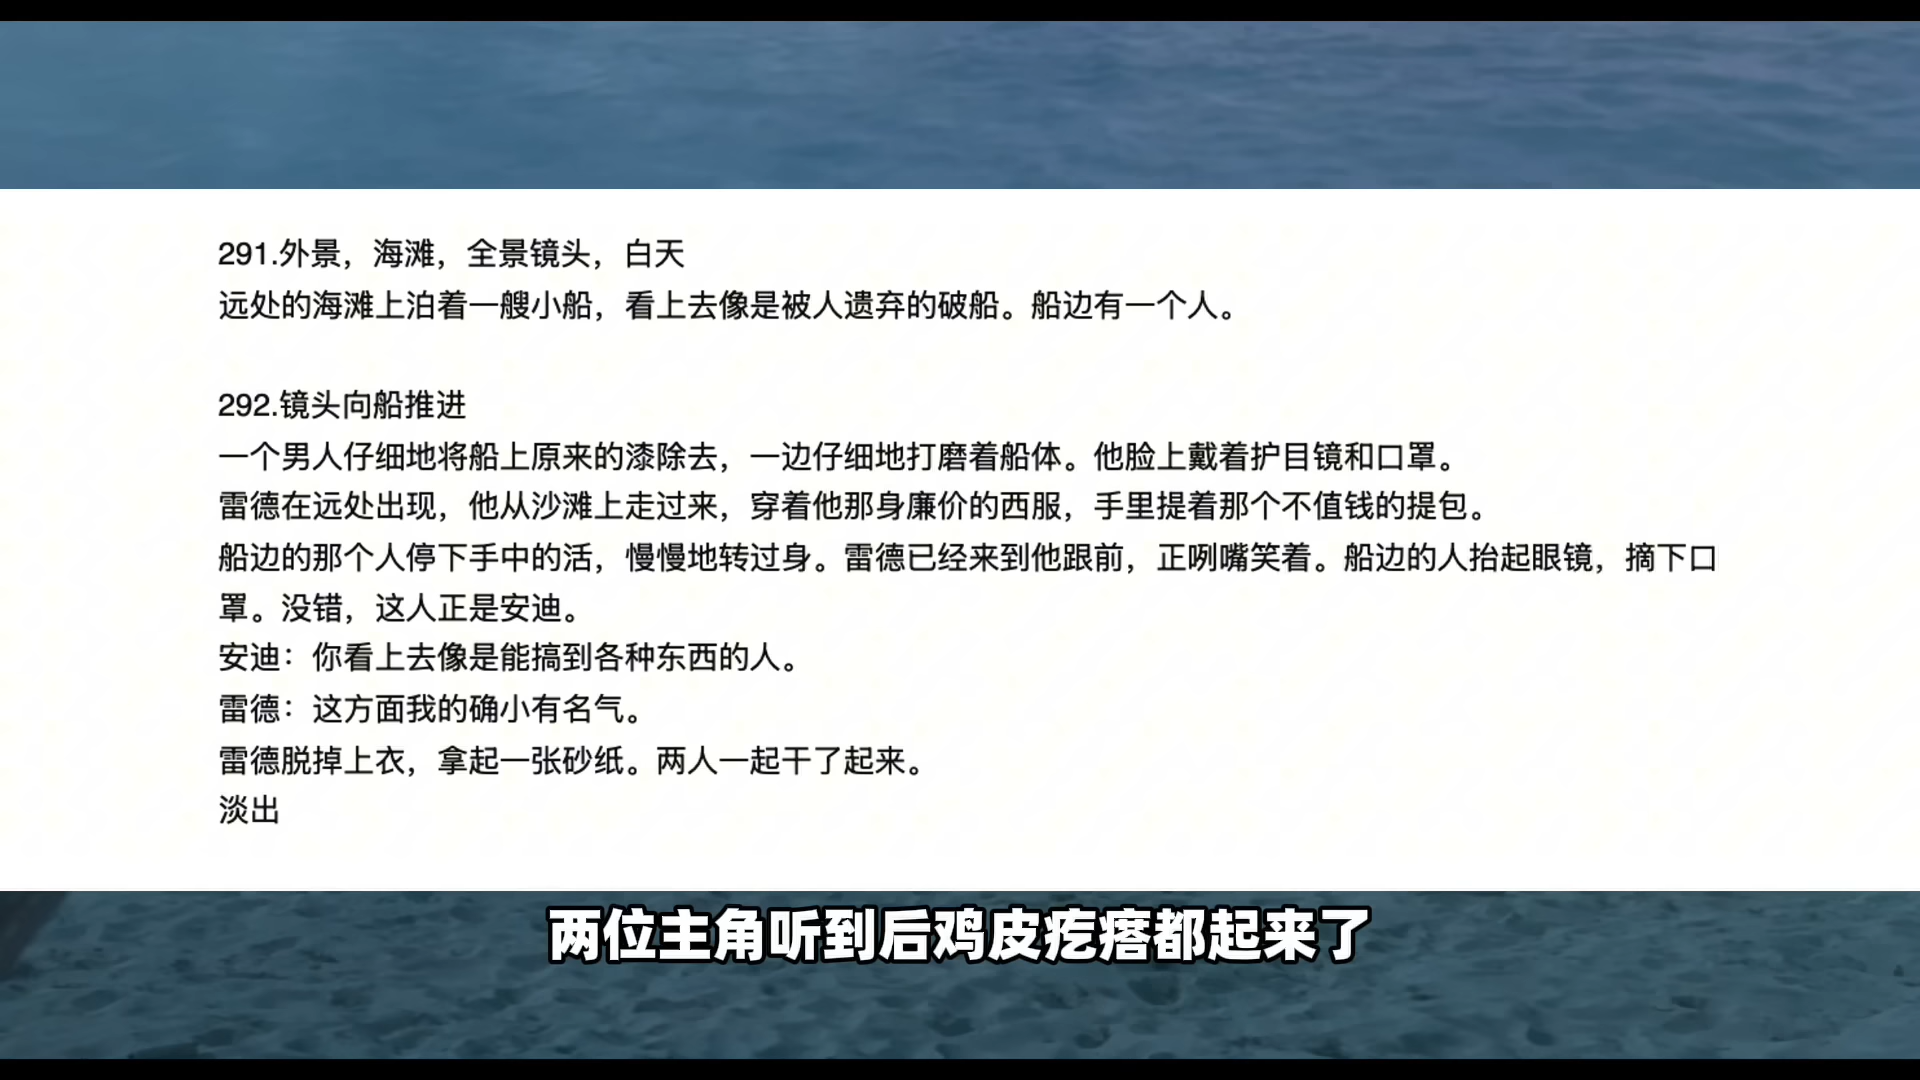 291.外景，海滩，全景镜头，白天
远处的海滩上泊着一艘小船，看上去像是被人遗弃的破船。船边有一个人。
292.镜头向船推进
一个男人仔细地将船上原来的漆除去，一边仔细地打磨着船体。他脸上戴着护目镜和口罩。
雷德在远处出现，他从沙滩上走过来，穿着他那身廉价的西服，手里提着那个不值钱的提包。
船边的那个人停下手中的活，慢慢地转过身。雷德已经来到他跟前，正咧嘴笑着。船边的人抬起眼镜，摘下口
罩。没错，这人正是安迪。
安迪：你看上去像是能搞到各种东西的人。
雷德：这方面我的确小有名气。
雷德脱掉上衣，拿起一张砂纸。两人一起干了起来。
淡出
两位主角听到后鸡皮疙瘩都起来了